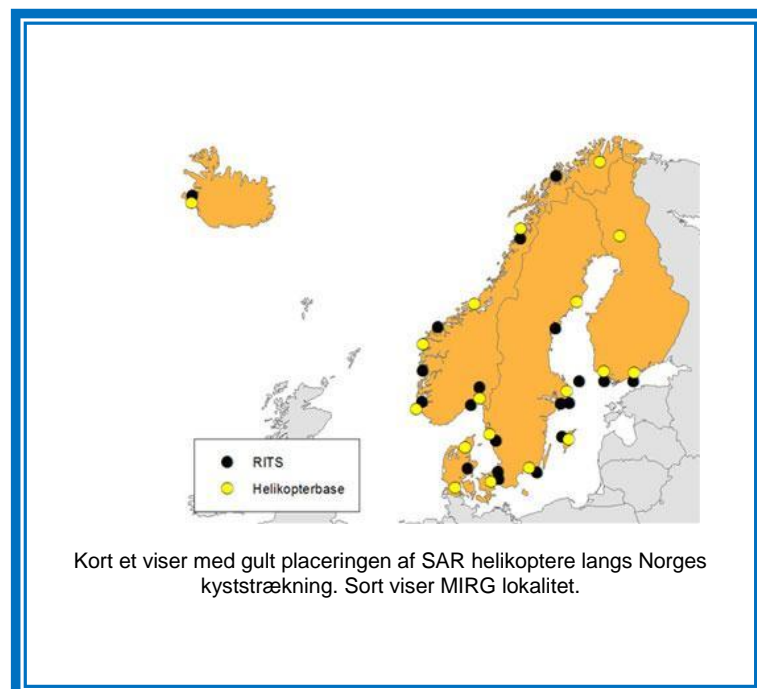 RITS
Helikopterbase
Kort et viser med gult placeringen af SAR helikoptere langs Norges
kyststrækning. Sort viser MIRG lokalitet.